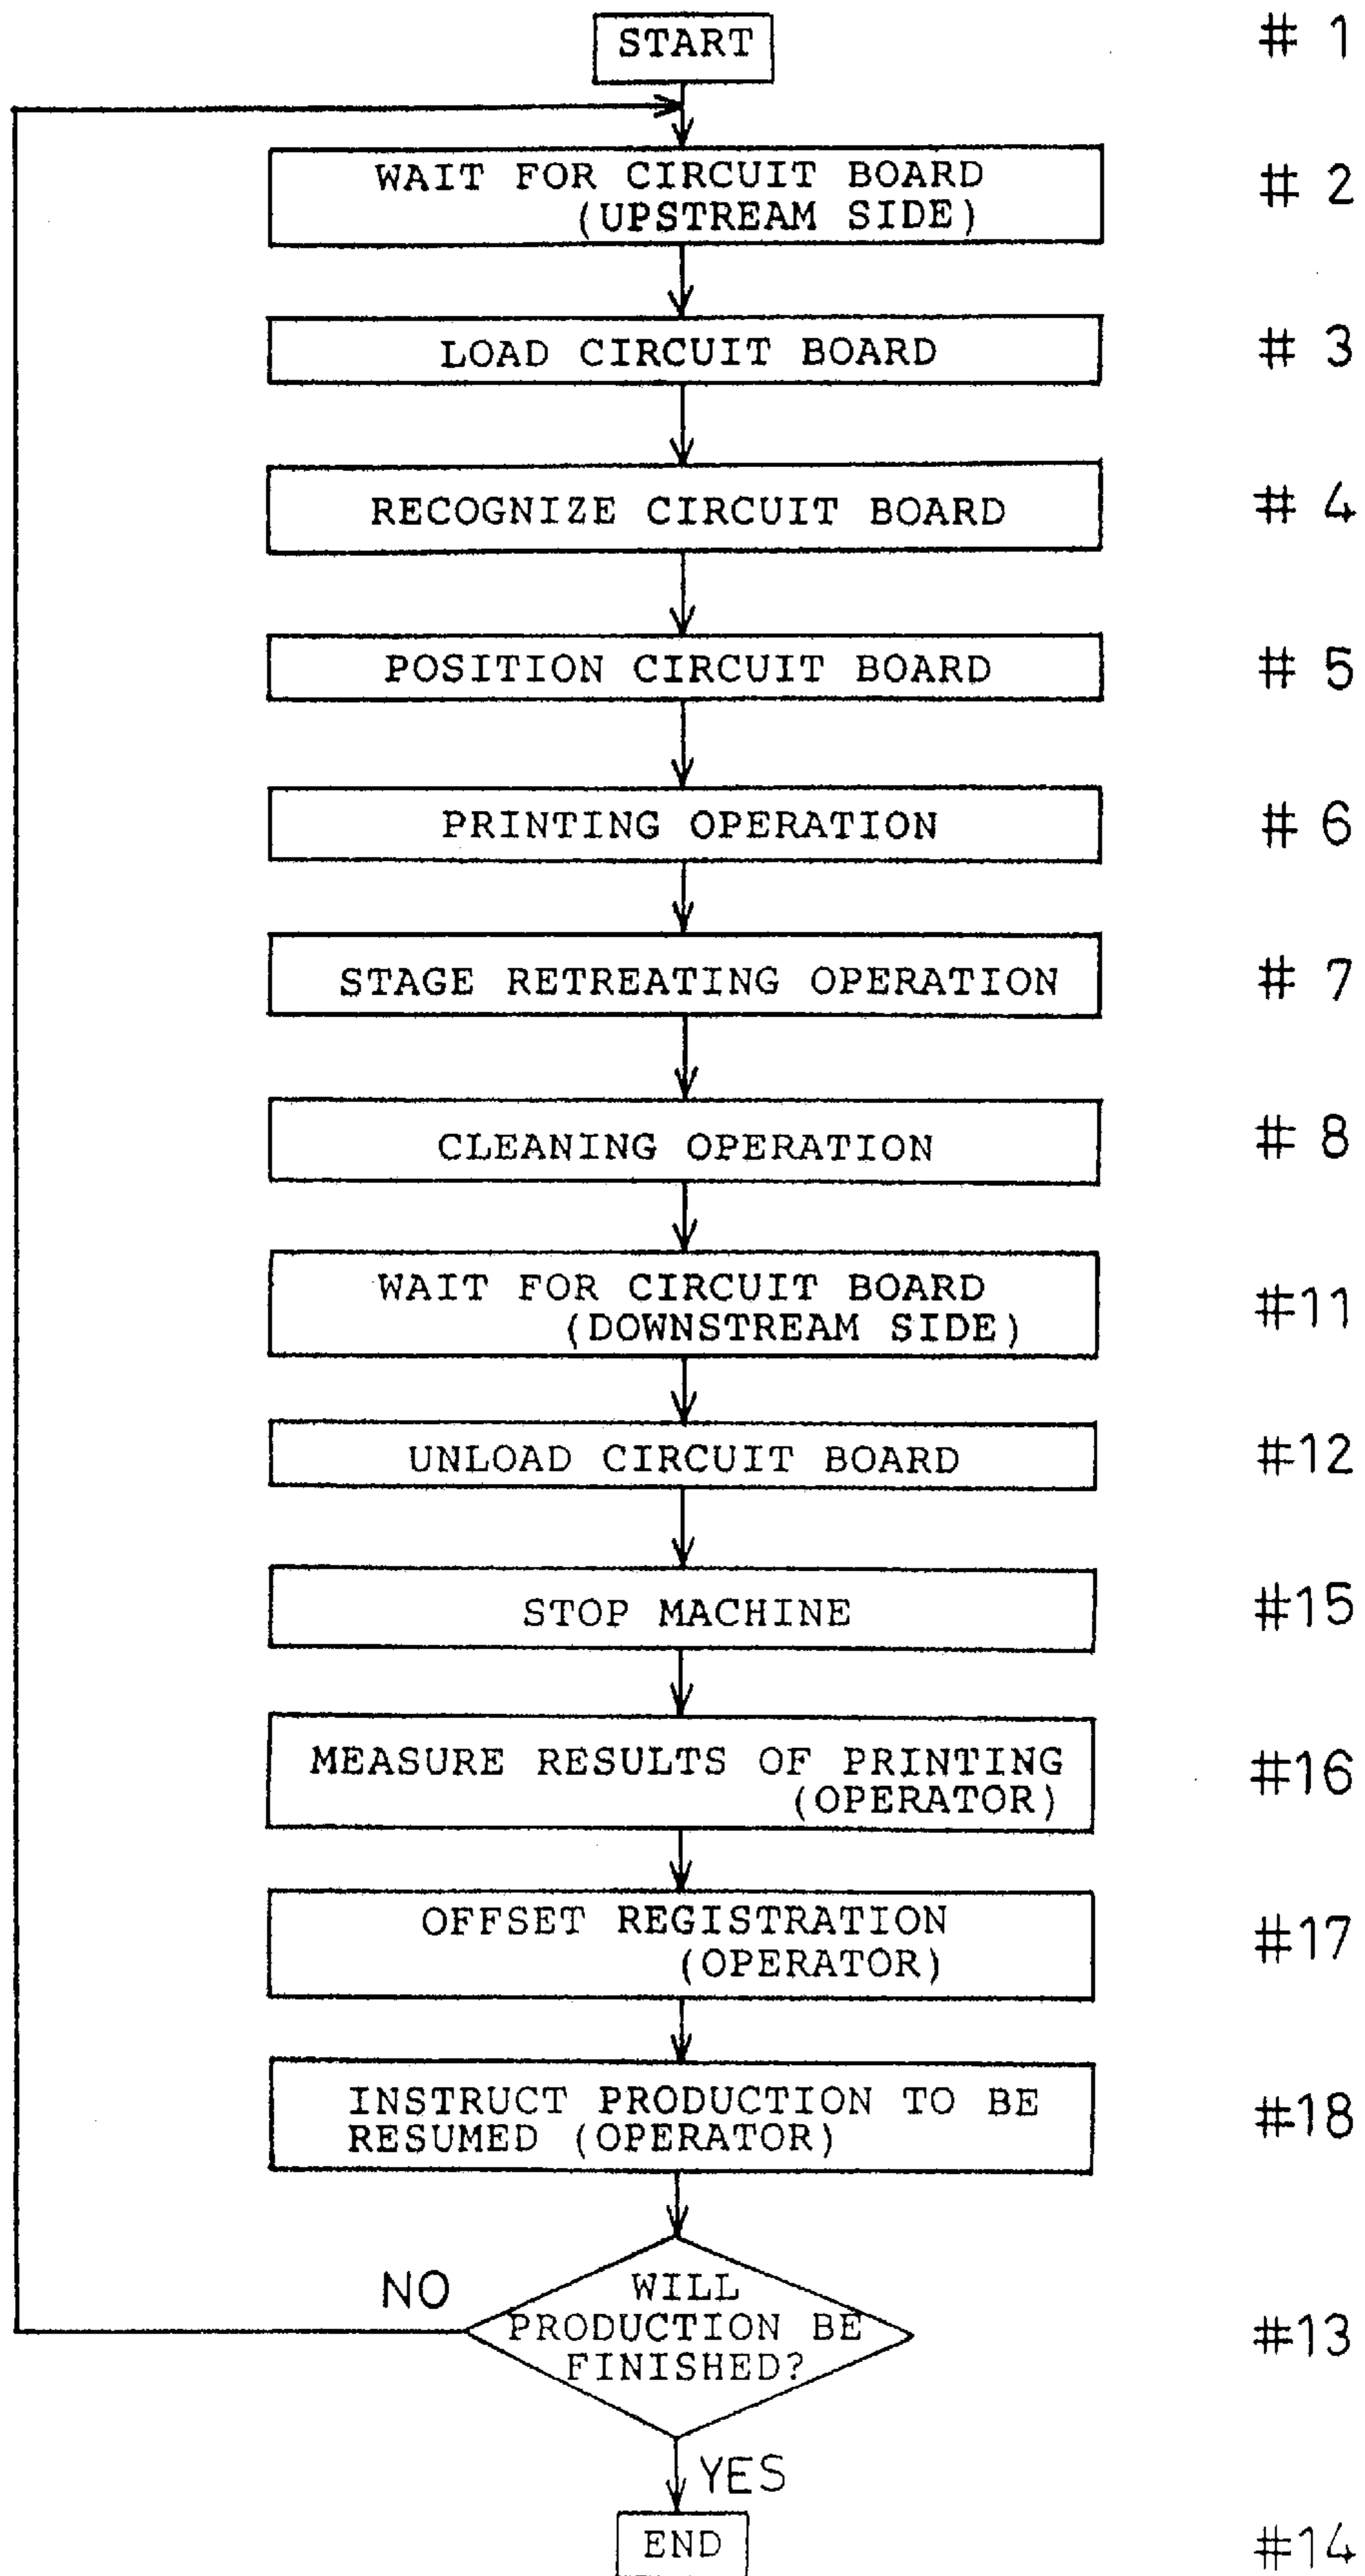 START # 1
WAIT FOR CIRCUIT BOARD # 2
(UPSTREAM SIDE)
LOAD CIRCUIT BOARD # 3
RECOGNIZE CIRCUIT BOARD # 4
POSITION CIRCUIT BOARD # 5
PRINTING OPERATION # 6
STAGE RETREATING OPERATION # 7
CLEANING OPERATION # 8
WAIT FOR CIRCUIT BOARD #11
(DOWNSTREAM SIDE)
UNLOAD CIRCUIT BOARD #12
STOP MACHINE #15
MEASURE RESULTS OF PRINTING #16
(OPERATOR)
OFFSET REGISTRATION #17
(OPERATOR)
INSTRUCT PRODUCTION TO BE #18
RESUMED (OPERATOR)
NO WILL
PRODUCTION BE #13
FINISHED?
YES
END #14